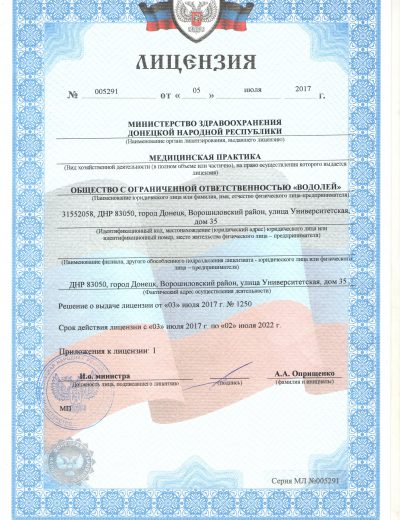 ЛИЦЕНЗИЯ
№ 005291 от « 05 » июля 2017 г.
МИНИСТЕРСТВО ЗДРАВООХРАНЕНИЯ
ДОНЕЦКОЙ НАРОДНОЙ РЕСПУБЛИКИ
(Наименование органа лицензирования, выдавшего лицензию)
МЕДИЦИНСКАЯ ПРАКТИКА
(Вид хозяйственной деятельности (в полном объеме или частично), на право осуществления которого выдается
лицензия)
ОБЩЕСТВО С ОГРАНИЧЕННОЙ ОТВЕТСТВЕННОСТЬЮ «ВОДОЛЕЙ»
(Наименование юридического лица или фамилия, имя, отчество физического лица-предпринимателя)
31552058, ДНР 83050, город Донецк, Ворошиловский район, улица Университетская,
дом 35
(Идентификационный код, местонахождение (юридический адрес) юридического лица или
идентификационный номер, место жительства физического лица – предпринимателя)
(Наименование филиала, другого обособленного подразделения лицензиата - юридического лица или физического
лица – предпринимателя)
ДНР 83050, город Донецк, Ворошиловский район, улица Университетская, дом 35
(Фактический адрес осуществления деятельности)
Решение о выдаче лицензии от «03» июля 2017 г. № 1250
Срок действия лицензии с «03» июля 2017 г. по «02» июля 2022 г.
Приложения к лицензии 1
И.о. министра А.А. Оприщенко
(должность лица, подписавшего лицензию) (подпись) (фамилия и инициалы)
МП
Серия МЛ №005291